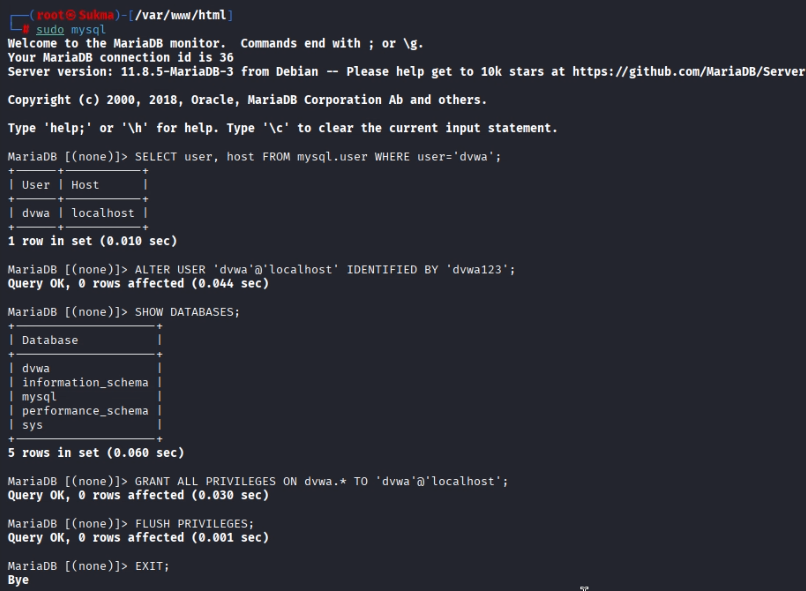 ┌──(root㉿Sukma)-[/var/www/html]
└─# sudo mysql
Welcome to the MariaDB monitor.  Commands end with ; or \g.
Your MariaDB connection id is 36
Server version: 11.8.5-MariaDB-3 from Debian -- Please help get to 10k stars at https://github.com/MariaDB/Server
Copyright (c) 2000, 2018, Oracle, MariaDB Corporation Ab and others.
Type 'help;' or '\h' for help. Type '\c' to clear the current input statement.
MariaDB [(none)]> SELECT user, host FROM mysql.user WHERE user='dvwa';
+------+-----------+
| User | Host      |
+------+-----------+
| dvwa | localhost |
+------+-----------+
1 row in set (0.010 sec)
MariaDB [(none)]> ALTER USER 'dvwa'@'localhost' IDENTIFIED BY 'dvwa123';
Query OK, 0 rows affected (0.044 sec)
MariaDB [(none)]> SHOW DATABASES;
+--------------------+
| Database           |
+--------------------+
| dvwa               |
| information_schema |
| mysql              |
| performance_schema |
| sys                |
+--------------------+
5 rows in set (0.060 sec)
MariaDB [(none)]> GRANT ALL PRIVILEGES ON dvwa.* TO 'dvwa'@'localhost';
Query OK, 0 rows affected (0.030 sec)
MariaDB [(none)]> FLUSH PRIVILEGES;
Query OK, 0 rows affected (0.001 sec)
MariaDB [(none)]> EXIT;
Bye